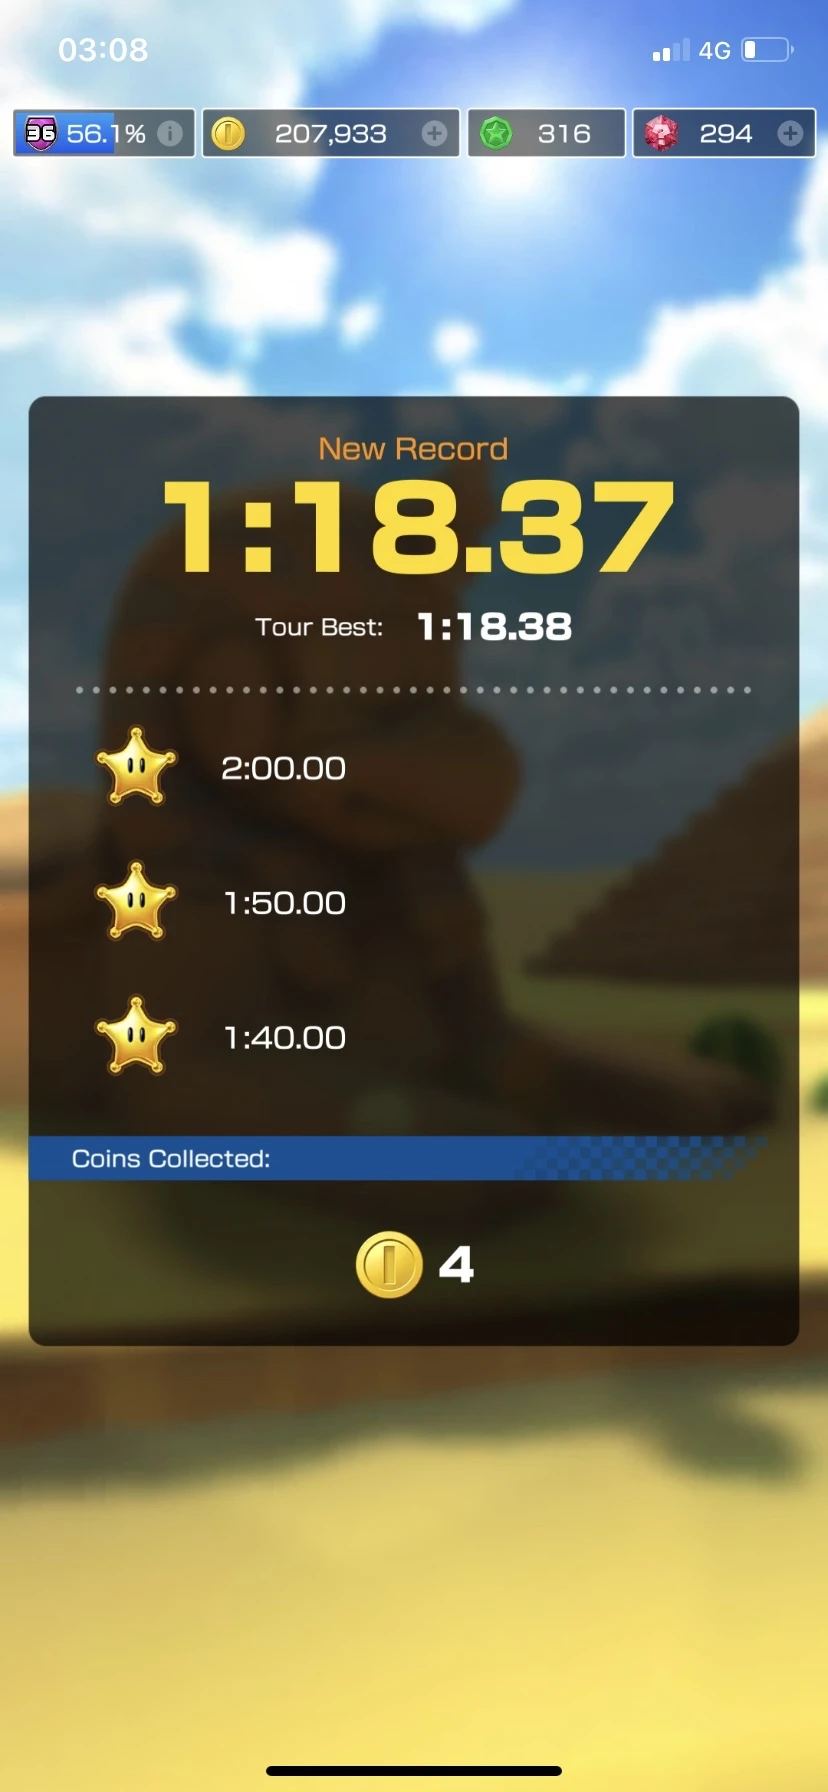 03:08 4G
36 56.1% i 207,933 + 316 294 +
New Record
1:18.37
Tour Best: 1:18.38
2:00.00
1:50.00
1:40.00
Coins Collected:
4